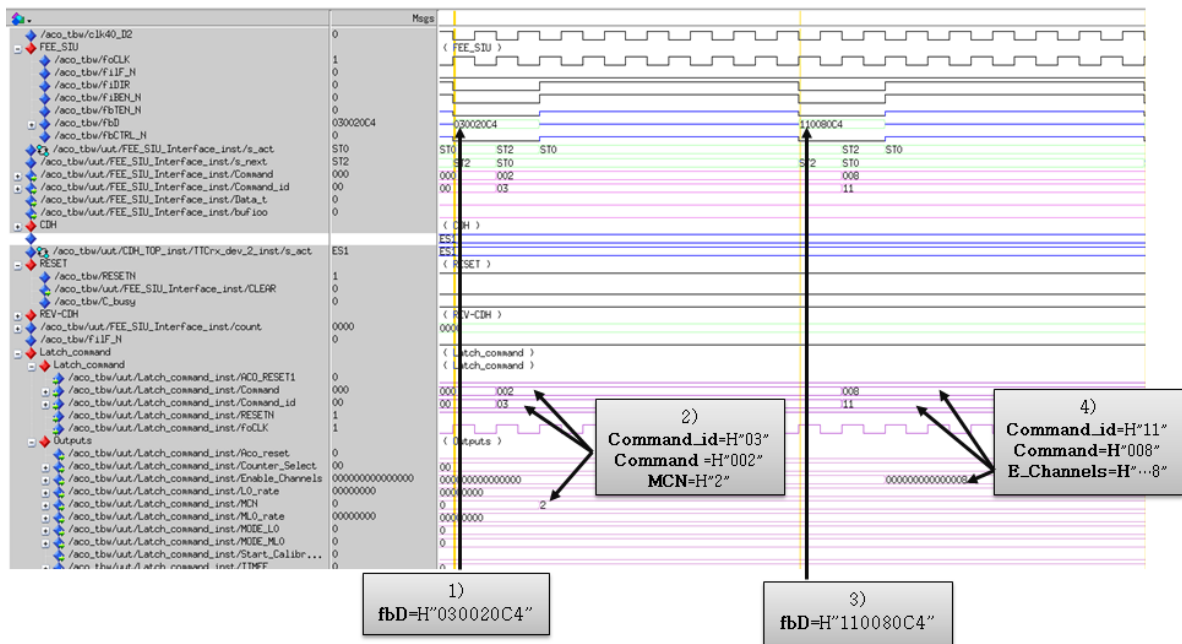 Msgs
/aco_tbw/clk40_D2 0
FEE_SIU ( FEE_SIU )
/aco_tbw/foCLK 1
/aco_tbw/filF_N 0
/aco_tbw/fiDIR 0
/aco_tbw/fiBEN_N 0
/aco_tbw/fbTEN_N 0
/aco_tbw/fbD 030020C4 030020C4 110080C4
/aco_tbw/fbCTRL_N 0
/aco_tbw/uut/FEE_SIU_Interface_inst/s_act ST0 ST0 ST2 ST0 ST2 ST0
/aco_tbw/uut/FEE_SIU_Interface_inst/s_next ST2 ST2 ST0 ST2 ST0
/aco_tbw/uut/FEE_SIU_Interface_inst/Command 000 000 002 008
/aco_tbw/uut/FEE_SIU_Interface_inst/Command_id 00 00 03 11
/aco_tbw/uut/FEE_SIU_Interface_inst/Data_t 0
/aco_tbw/uut/FEE_SIU_Interface_inst/bufioo 0
CDH ( CDH )
ES1
/aco_tbw/uut/CDH_TOP_inst/TTCrx_dev_2_inst/s_act ES1 ES1
RESET ( RESET )
/aco_tbw/RESETN 1
/aco_tbw/uut/FEE_SIU_Interface_inst/CLEAR 0
/aco_tbw/C_busy 0
REV-CDH ( REV-CDH )
/aco_tbw/uut/FEE_SIU_Interface_inst/count 0000 0000
/aco_tbw/filF_N 0
Latch_command ( Latch_command )
Latch_command ( Latch_command )
/aco_tbw/uut/Latch_command_inst/ACO_RESET1 0
/aco_tbw/uut/Latch_command_inst/Command 000 000 002 008
/aco_tbw/uut/Latch_command_inst/Command_id 00 00 03 11
/aco_tbw/uut/Latch_command_inst/RESETN 1
/aco_tbw/uut/Latch_command_inst/foCLK 1
Outputs ( Outputs )
/aco_tbw/uut/Latch_command_inst/Aco_reset 0
/aco_tbw/uut/Latch_command_inst/Counter_Select 00 00
/aco_tbw/uut/Latch_command_inst/Enable_Channels 000000000000000 000000000000000 000000000000008
/aco_tbw/uut/Latch_command_inst/L0_rate 00000000 00000000
/aco_tbw/uut/Latch_command_inst/MCN 0 0 2
/aco_tbw/uut/Latch_command_inst/ML0_rate 00000000 00000000
/aco_tbw/uut/Latch_command_inst/MODE_L0 0 0
/aco_tbw/uut/Latch_command_inst/MODE_ML0 0 0
/aco_tbw/uut/Latch_command_inst/Start_Calibr... 0
2)
Command_id=H"03"
Command =H"002"
MCN=H"2"
4)
Command_id=H"11"
Command=H"008"
E_Channels=H"…8"
1)
fbD=H"030020C4"
3)
fbD=H"110080C4"